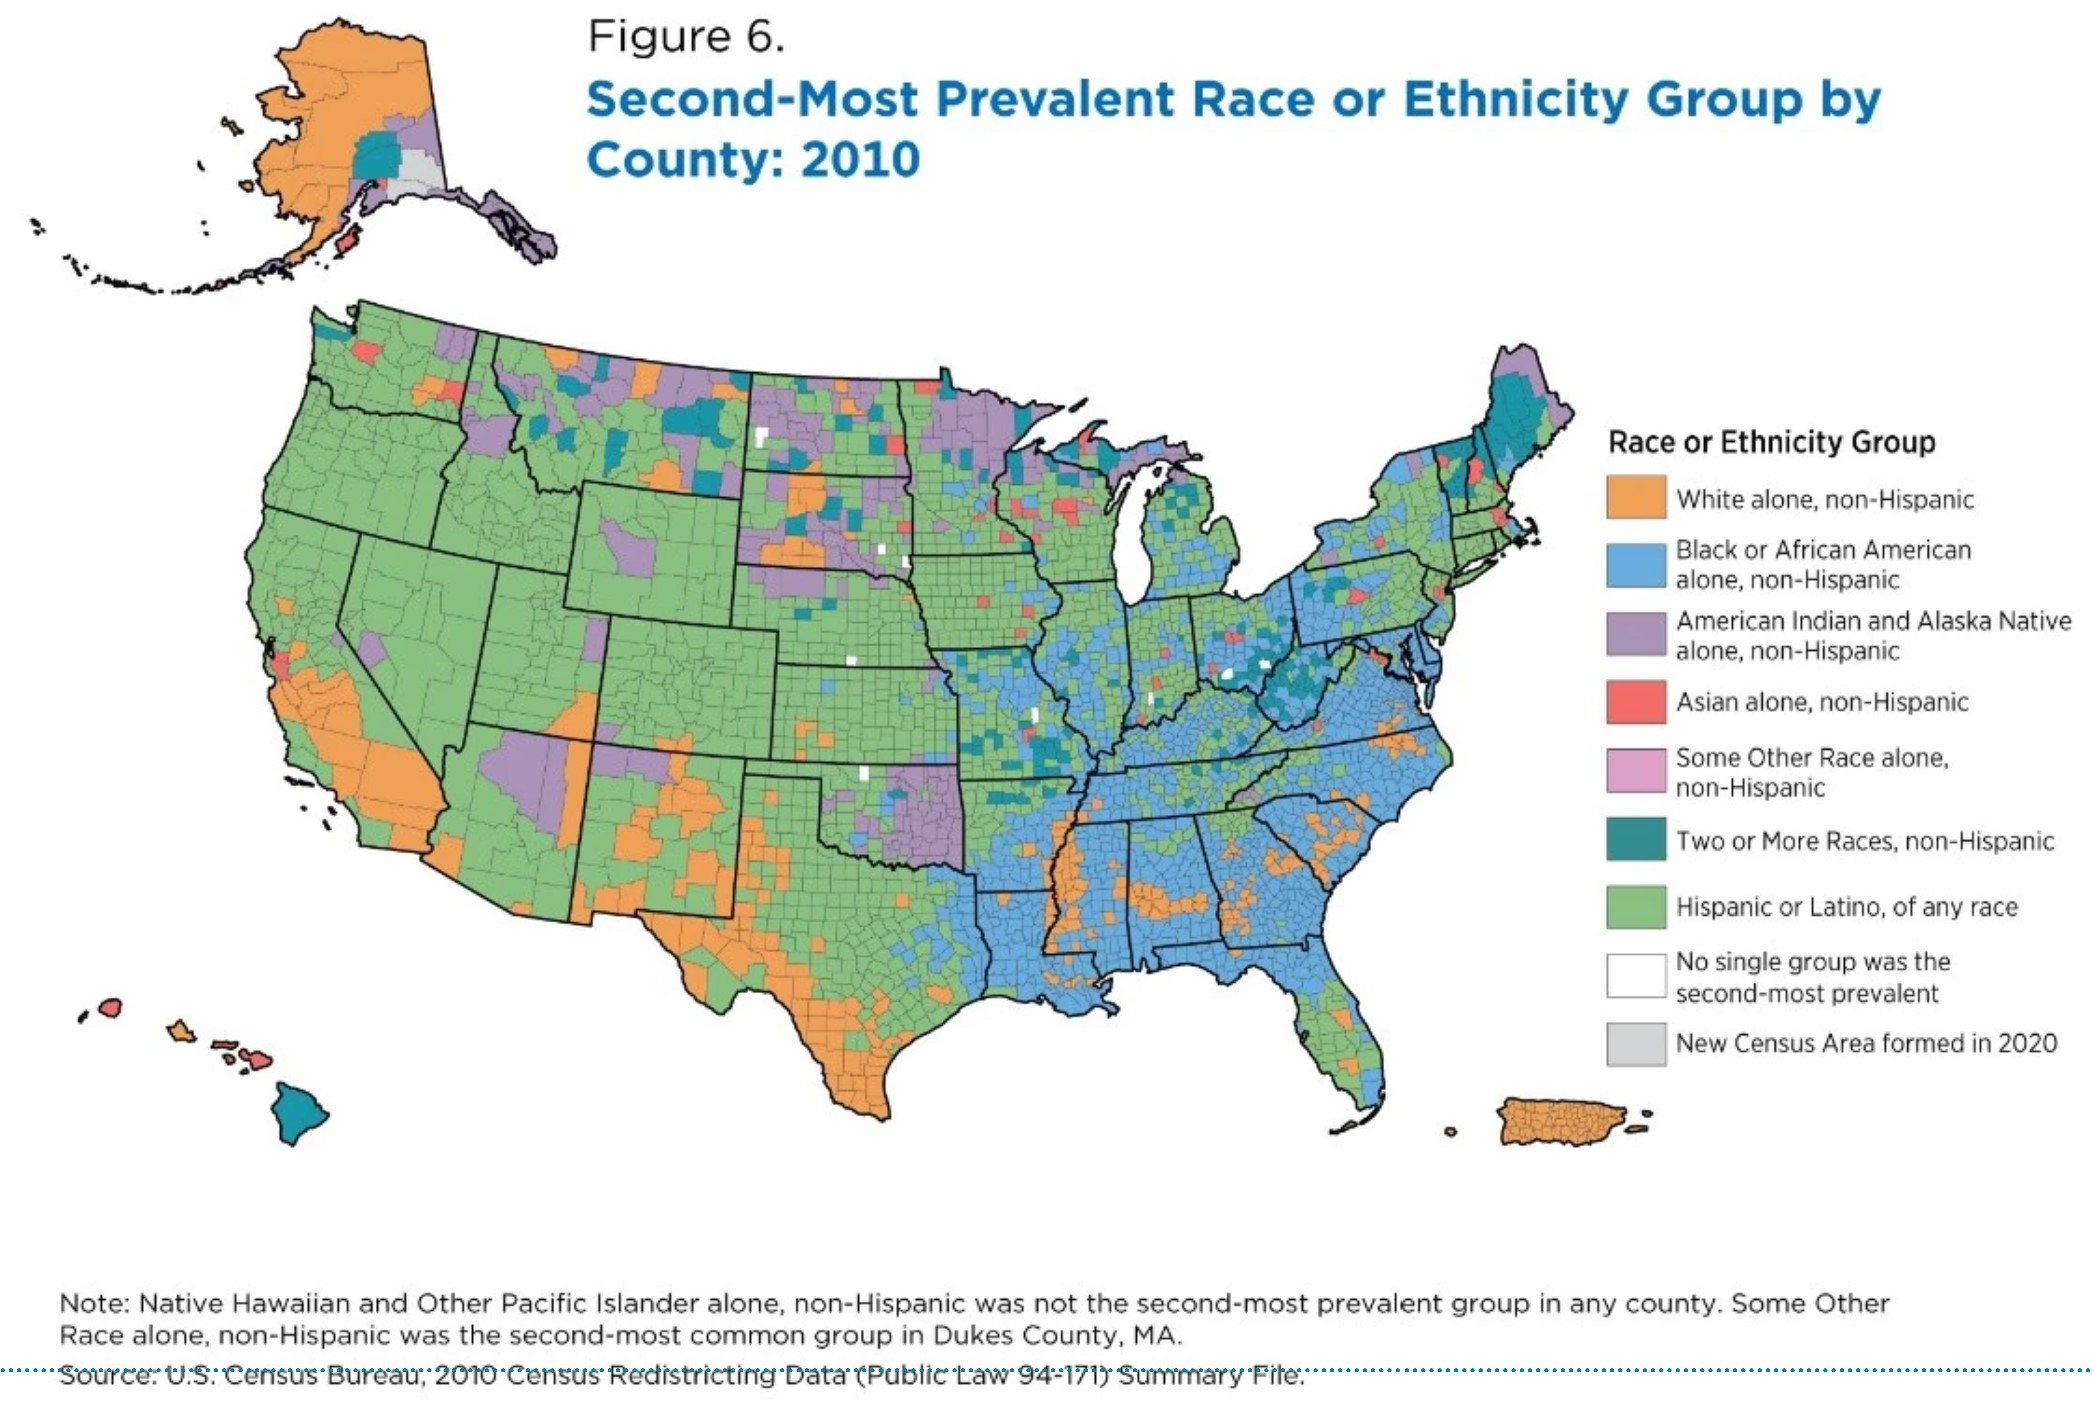 Figure 6.
Second-Most Prevalent Race or Ethnicity Group by
County: 2010
Race or Ethnicity Group
White alone, non-Hispanic
Black or African American
alone, non-Hispanic
American Indian and Alaska Native
alone, non-Hispanic
Asian alone, non-Hispanic
Some Other Race alone,
non-Hispanic
Two or More Races, non-Hispanic
Hispanic or Latino, of any race
No single group was the
second-most prevalent
New Census Area formed in 2020
Note: Native Hawaiian and Other Pacific Islander alone, non-Hispanic was not the second-most prevalent group in any county. Some Other
Race alone, non-Hispanic was the second-most common group in Dukes County, MA.
Source: U.S. Census Bureau, 2010 Census Redistricting Data (Public Law 94-171) Summary File.